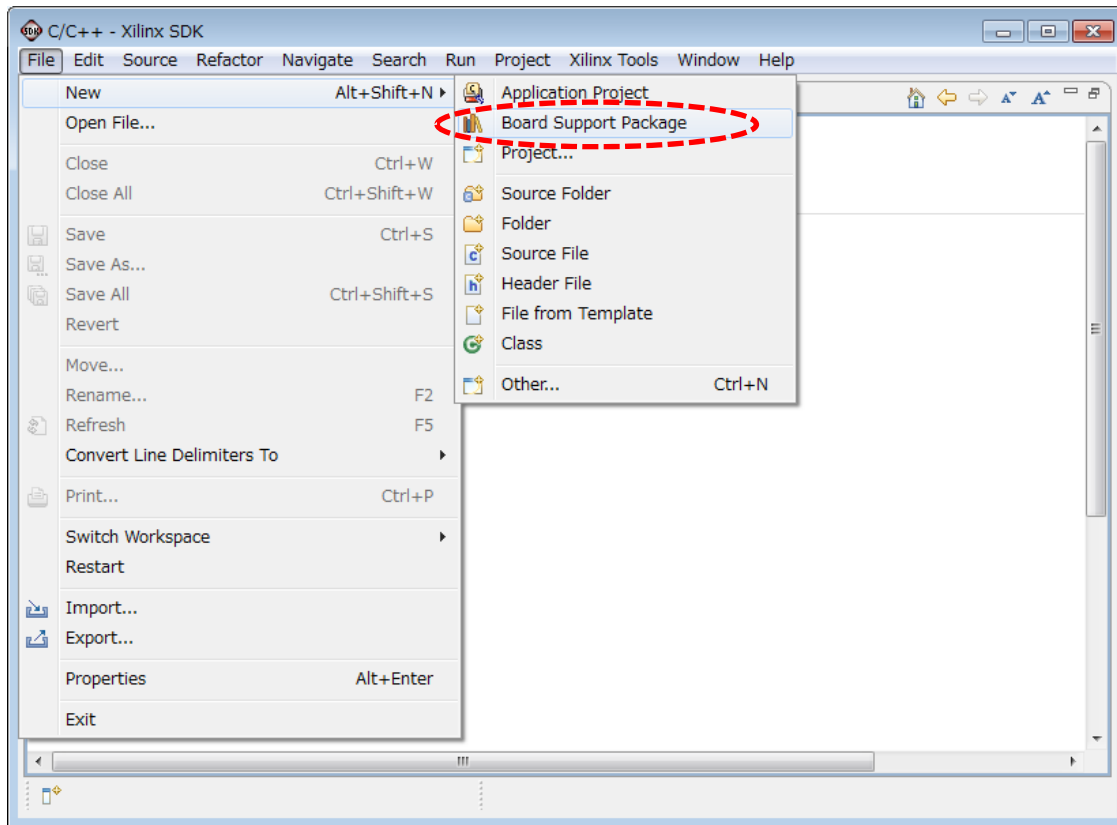 SDK C/C++ - Xilinx SDK
File Edit Source Refactor Navigate Search Run Project Xilinx Tools Window Help
New Alt+Shift+N
Open File...
Close Ctrl+W
Close All Ctrl+Shift+W
Save Ctrl+S
Save As...
Save All Ctrl+Shift+S
Revert
Move...
Rename... F2
Refresh F5
Convert Line Delimiters To
Print... Ctrl+P
Switch Workspace
Restart
Import...
Export...
Properties Alt+Enter
Exit
Application Project
Board Support Package
Project...
Source Folder
Folder
Source File
Header File
File from Template
Class
Other... Ctrl+N